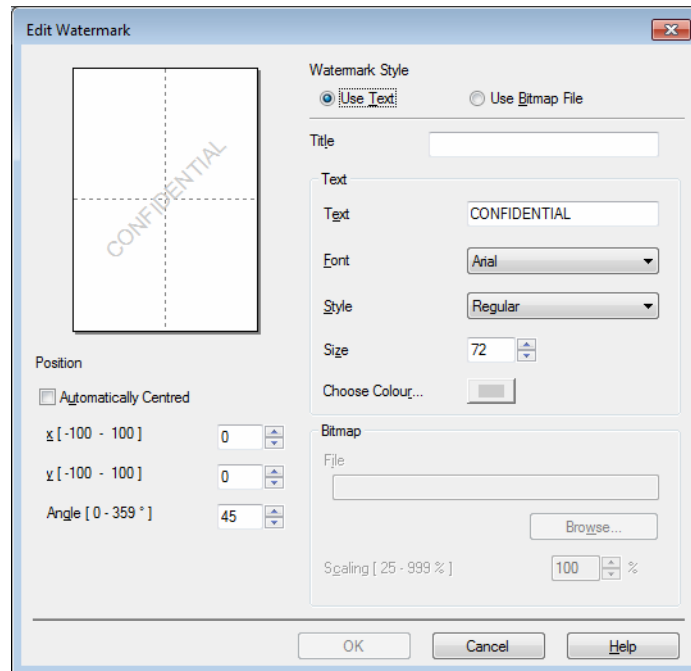 Edit Watermark
CONFIDENTIAL
Watermark Style
Use Text
Use Bitmap File
Title
Text
Text
CONFIDENTIAL
Font
Arial
Style
Regular
Size
72
Choose Colour...
Position
Automatically Centred
x [ -100 - 100 ]
0
y [ -100 - 100 ]
0
Angle [ 0 - 359 ° ]
45
Bitmap
File
Browse...
Scaling [ 25 - 999 % ]
100
%
OK
Cancel
Help